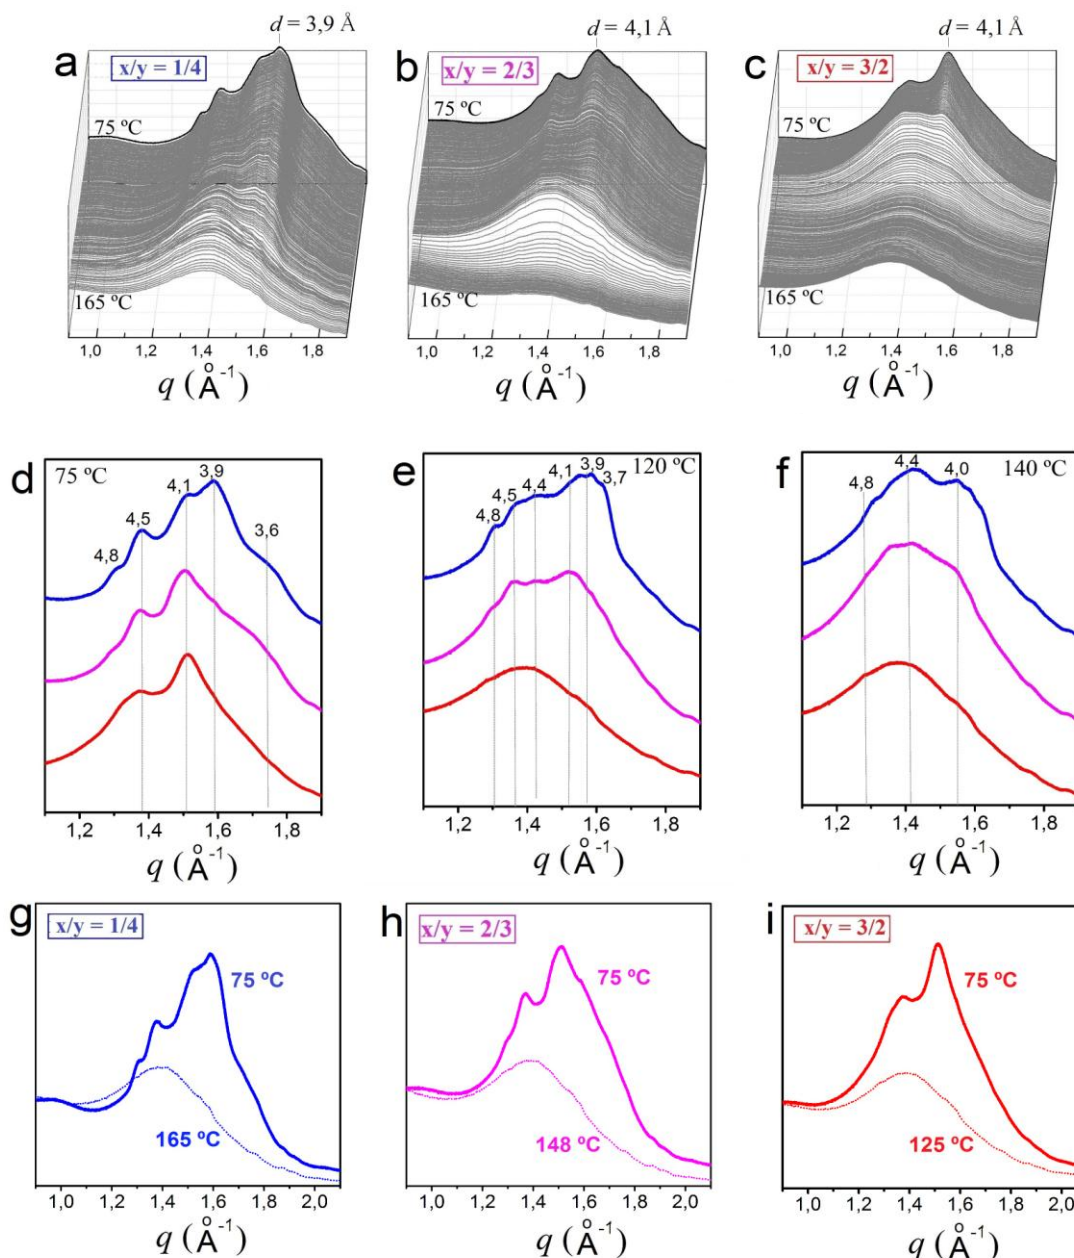 a
x/y = 1/4
d = 3,9 Å
75 ºC
165 ºC
1,0 1,2 1,4 1,6 1,8
q (Å⁻¹)
b
x/y = 2/3
d = 4,1 Å
75 ºC
165 ºC
1,0 1,2 1,4 1,6 1,8
q (Å⁻¹)
c
x/y = 3/2
d = 4,1 Å
75 ºC
165 ºC
1,0 1,2 1,4 1,6 1,8
q (Å⁻¹)
d
75 ºC
4,8 4,5 4,1 3,9 3,6
1,2 1,4 1,6 1,8
q (Å⁻¹)
e
120 ºC
4,8 4,5 4,4 4,1 3,9 3,7
1,2 1,4 1,6 1,8
q (Å⁻¹)
f
140 ºC
4,8 4,4 4,0
1,2 1,4 1,6 1,8
q (Å⁻¹)
g
x/y = 1/4
75 ºC
165 ºC
1,0 1,2 1,4 1,6 1,8 2,0
q (Å⁻¹)
h
x/y = 2/3
75 ºC
148 ºC
1,0 1,2 1,4 1,6 1,8 2,0
q (Å⁻¹)
i
x/y = 3/2
75 ºC
125 ºC
1,0 1,2 1,4 1,6 1,8 2,0
q (Å⁻¹)